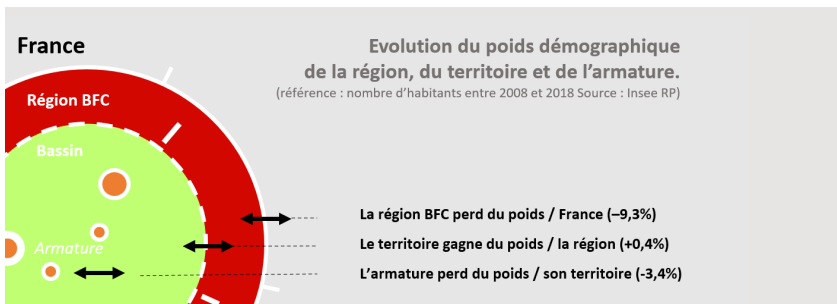 France
Evolution du poids démographique
de la région, du territoire et de l'armature.
(référence : nombre d'habitants entre 2008 et 2018 Source : Insee RP)
Région BFC
Bassin
Armature
La région BFC perd du poids / France (–9,3%)
Le territoire gagne du poids / la région (+0,4%)
L'armature perd du poids / son territoire (-3,4%)